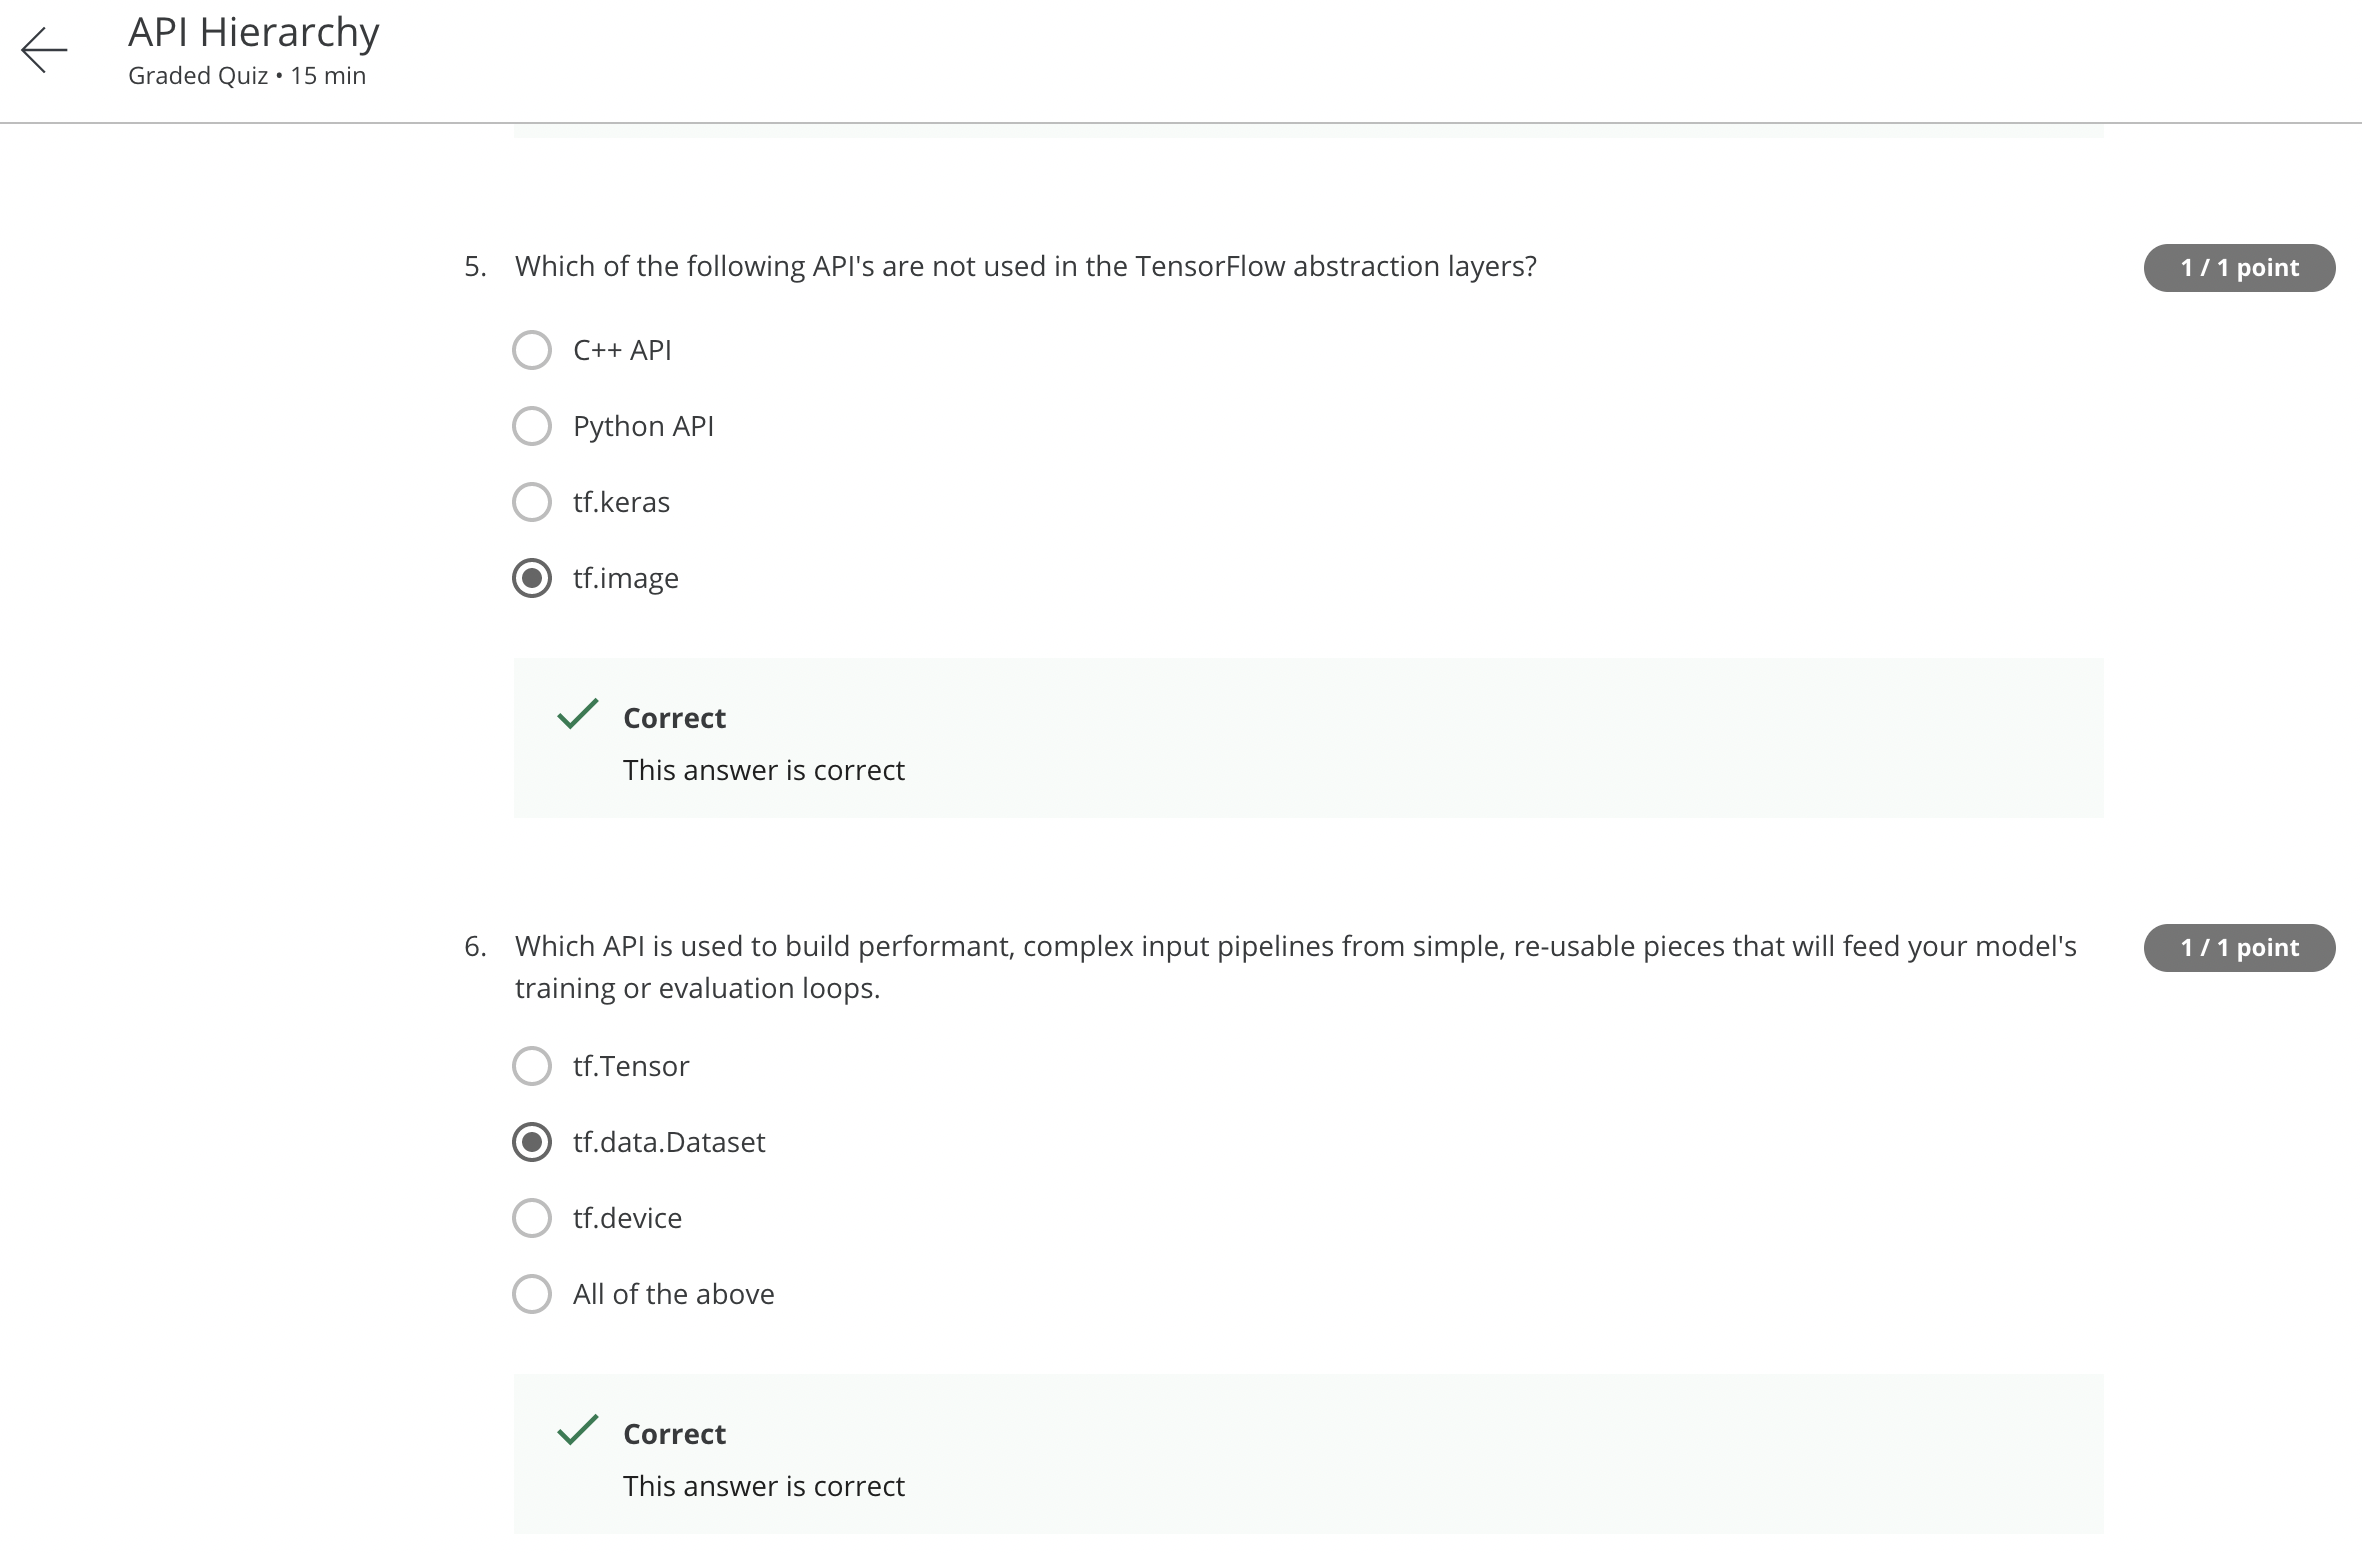 API Hierarchy
Graded Quiz • 15 min
5. Which of the following API's are not used in the TensorFlow abstraction layers?
1 / 1 point
C++ API
Python API
tf.keras
tf.image
Correct
This answer is correct
6. Which API is used to build performant, complex input pipelines from simple, re-usable pieces that will feed your model's
training or evaluation loops.
1 / 1 point
tf.Tensor
tf.data.Dataset
tf.device
All of the above
Correct
This answer is correct